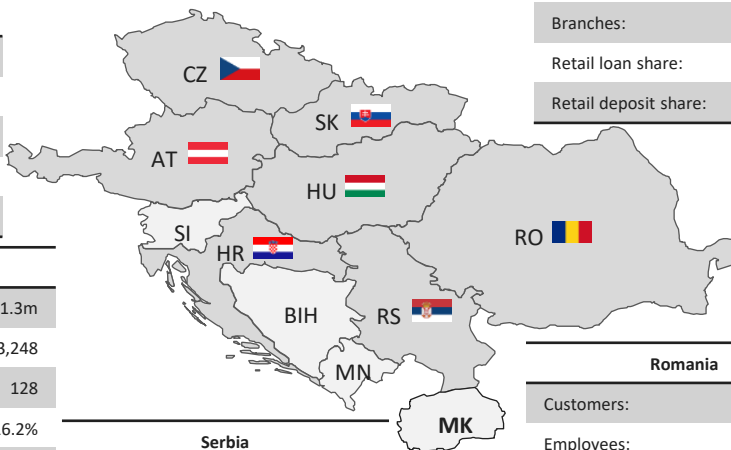 Branches:
Retail loan share:
Retail deposit share:
CZ
SK
AT
HU
SI
HR
RO
BIH
RS
MN
MK
1.3m
3,248
128
6.2%
Serbia
Romania
Customers:
Employees: